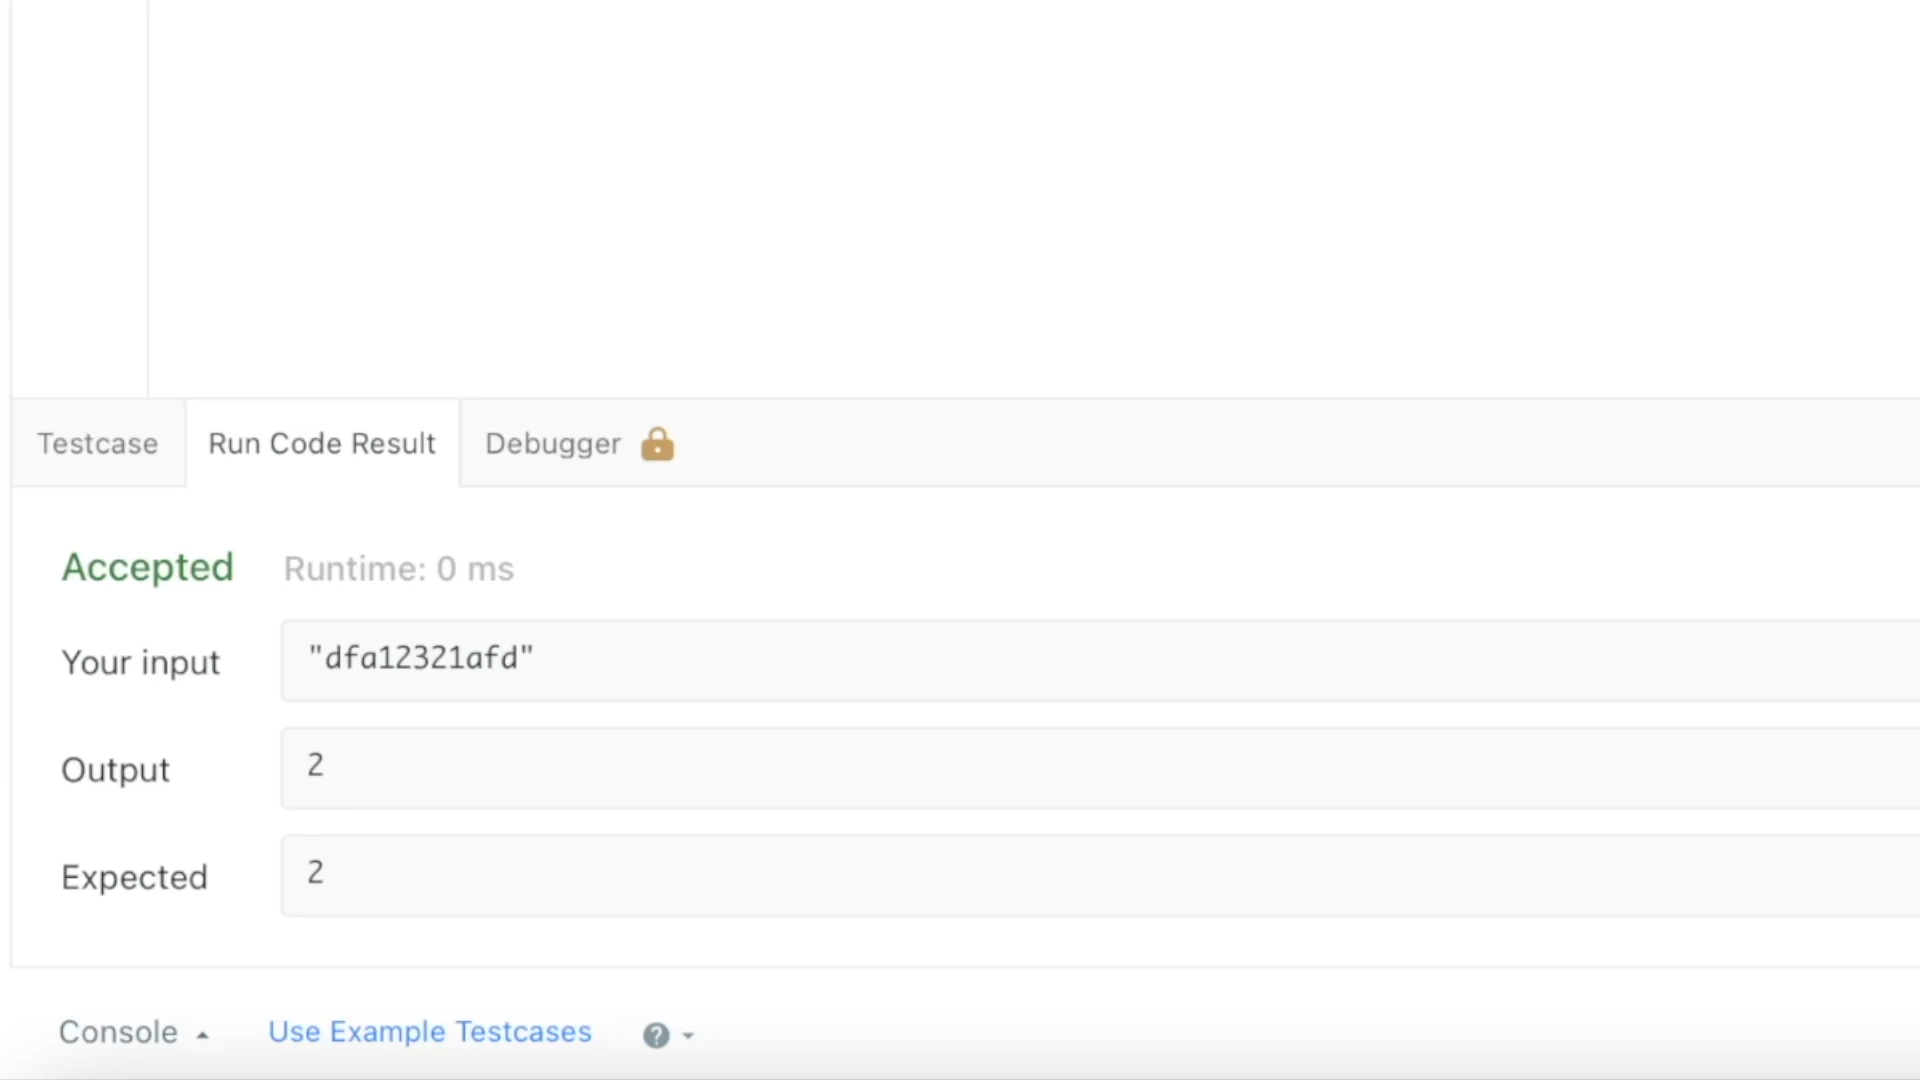 Testcase Run Code Result Debugger
Accepted Runtime: 0 ms
Your input "dfa12321afd"
Output 2
Expected 2
Console Use Example Testcases ?